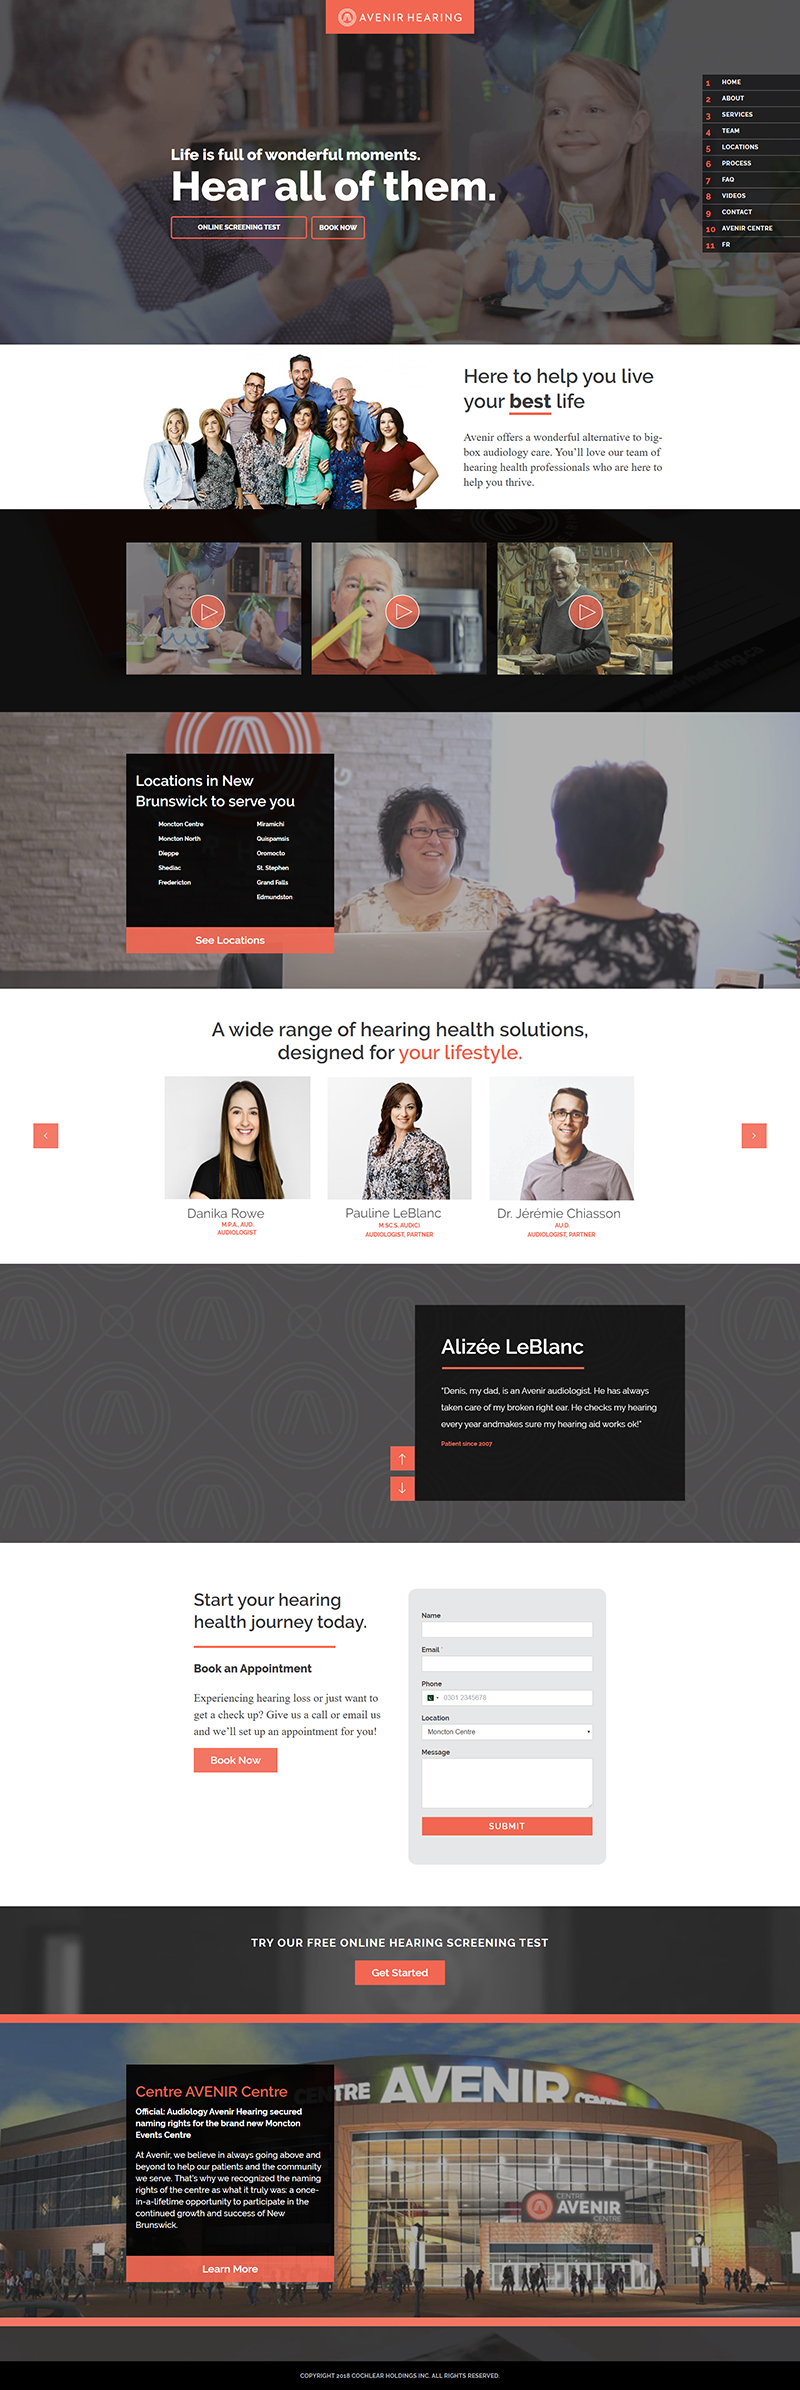 AVENIR HEARING
1 HOME
2 ABOUT
3 SERVICES
4 TEAM
5 LOCATIONS
6 PROCESS
7 FAQ
8 VIDEOS
9 CONTACT
10 AVENIR CENTRE
11 FR
Life is full of wonderful moments.
Hear all of them.
ONLINE SCREENING TEST BOOK NOW
Here to help you live
your best life
Avenir offers a wonderful alternative to big-
box audiology care. You'll love our team of
hearing health professionals who are here to
help you thrive.
Locations in New
Brunswick to serve you
Moncton Centre
Moncton North
Dieppe
Shediac
Fredericton
Miramichi
Quispamsis
Oromocto
St. Stephen
Grand Falls
Edmundston
See Locations
A wide range of hearing health solutions,
designed for your lifestyle.
Danika Rowe
M.P.A., AUD.
AUDIOLOGIST
Pauline LeBlanc
M.SC.S. AUD(C)
AUDIOLOGIST, PARTNER
Dr. Jérémie Chiasson
AU.D.
AUDIOLOGIST, PARTNER
Alizée LeBlanc
"Denis, my dad, is an Avenir audiologist. He has always
taken care of my broken right ear. He checks my hearing
every year andmakes sure my hearing aid works ok!"
Patient since 2007
Start your hearing
health journey today.
Book an Appointment
Experiencing hearing loss or just want to
get a check up? Give us a call or email us
and we'll set up an appointment for you!
Book Now
Name
Email *
Phone
0301 2345678
Location
Moncton Centre
Message
SUBMIT
TRY OUR FREE ONLINE HEARING SCREENING TEST
Get Started
Centre AVENIR Centre
Official: Audiology Avenir Hearing secured
naming rights for the brand new Moncton
Events Centre
At Avenir, we believe in always going above and
beyond to help our patients and the community
we serve. That's why we recognized the naming
rights of the centre as what it truly was: a once-
in-a-lifetime opportunity to participate in the
continued growth and success of New
Brunswick.
Learn More
CENTRE AVENIR CENTRE
CENTRE
AVENIR
CENTRE
COPYRIGHT 2018 COCHLEAR HOLDINGS INC. ALL RIGHTS RESERVED.